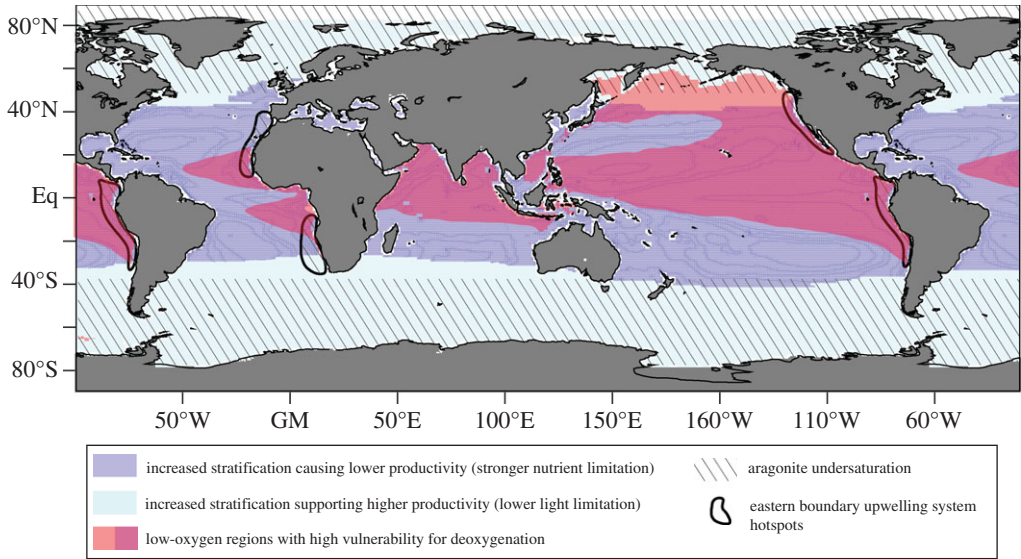 80°N
40°N
Eq
40°S
80°S
50°W GM 50°E 100°E 150°E 160°W 110°W 60°W
increased stratification causing lower productivity (stronger nutrient limitation)
increased stratification supporting higher productivity (lower light limitation)
low-oxygen regions with high vulnerability for deoxygenation
aragonite undersaturation
eastern boundary upwelling system
hotspots